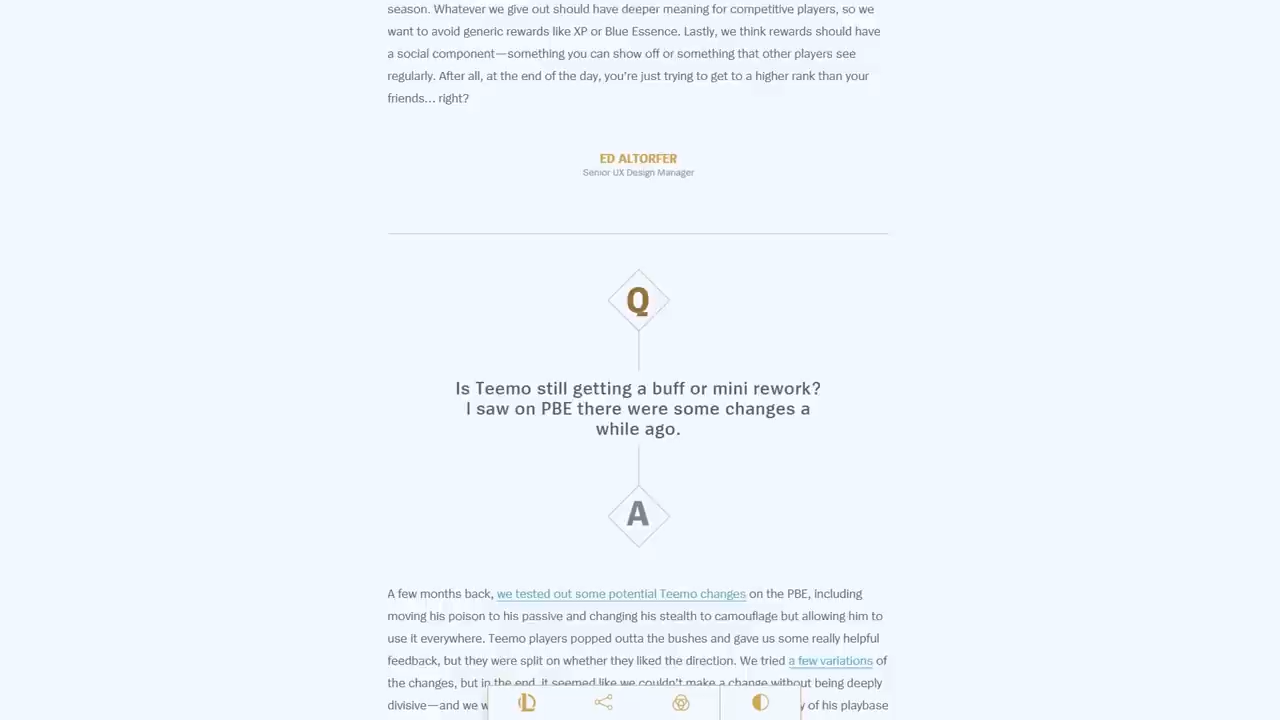 season. Whatever we give out should have deeper meaning for competitive players, so we
want to avoid generic rewards like XP or Blue Essence. Lastly, we think rewards should have
a social component—something you can show off or something that other players see
regularly. After all, at the end of the day, you're just trying to get to a higher rank than your
friends... right?
ED ALTORFER
Senior UX Design Manager
Q
Is Teemo still getting a buff or mini rework?
I saw on PBE there were some changes a
while ago.
A
A few months back, we tested out some potential Teemo changes on the PBE, including
moving his poison to his passive and changing his stealth to camouflage but allowing him to
use it everywhere. Teemo players popped outta the bushes and gave us some really helpful
feedback, but they were split on whether they liked the direction. We tried a few variations of
the changes, but in the end, it seemed like we couldn't make a change without being deeply
divisive—and we w y of his playbase